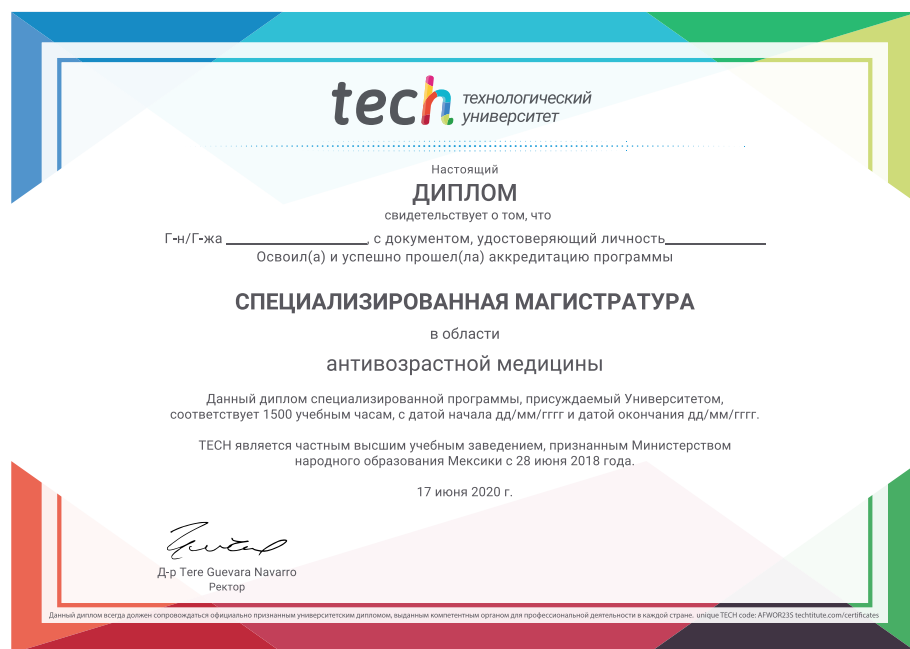 tech технологический
университет
Настоящий
ДИПЛОМ
свидетельствует о том, что
Г-н/Г-жа ____________, с документом, удостоверяющий личность____________
Освоил(а) и успешно прошел(ла) аккредитацию программы
СПЕЦИАЛИЗИРОВАННАЯ МАГИСТРАТУРА
в области
антивозрастной медицины
Данный диплом специализированной программы, присуждаемый Университетом,
соответствует 1500 учебным часам, с датой начала дд/мм/гггг и датой окончания дд/мм/гггг.
TECH является частным высшим учебным заведением, признанным Министерством
народного образования Мексики с 28 июня 2018 года.
17 июня 2020 г.
Д-р Tere Guevara Navarro
Ректор
Данный диплом всегда должен сопровождаться официально признанным университетским дипломом, выданным компетентным органом для профессиональной деятельности в каждой стране. unique TECH code: AFWOR23S techtitute.com/certificates